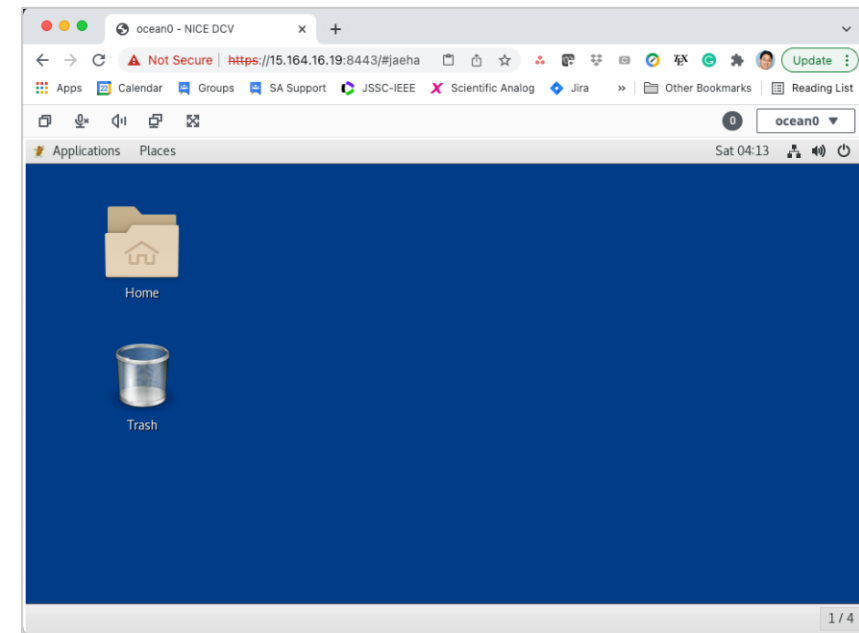 ocean0 - NICE DCV
Not Secure https://15.164.16.19:8443/#jaeha TEX Update
Apps 22 Calendar Groups SA Support JSSC-IEEE X Scientific Analog Jira » Other Bookmarks Reading List
0 ocean0
Applications Places Sat 04:13
Home
Trash
1 / 4